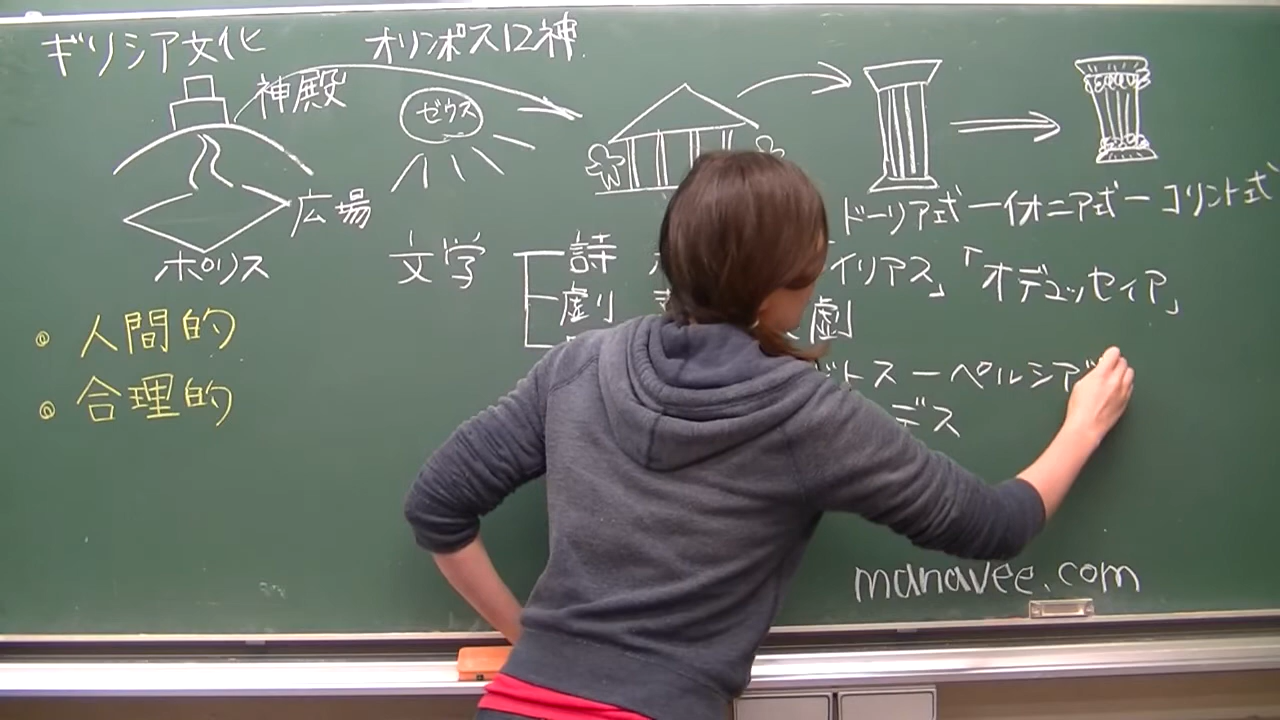 ギリシア文化
オリンポス12神
神殿
ゼウス
広場
ポリス
ドーリア式ーイオニア式ーコリント式
文学
詩
イリアス」「オデュッセイア」
劇
劇
・人間的
・合理的
トスーペルシア
デス
manavee.com